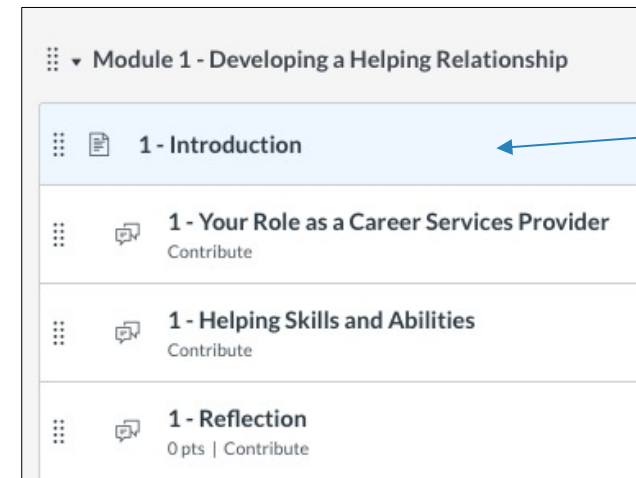 Module 1 - Developing a Helping Relationship
1 - Introduction
1 - Your Role as a Career Services Provider
Contribute
1 - Helping Skills and Abilities
Contribute
1 - Reflection
0 pts | Contribute